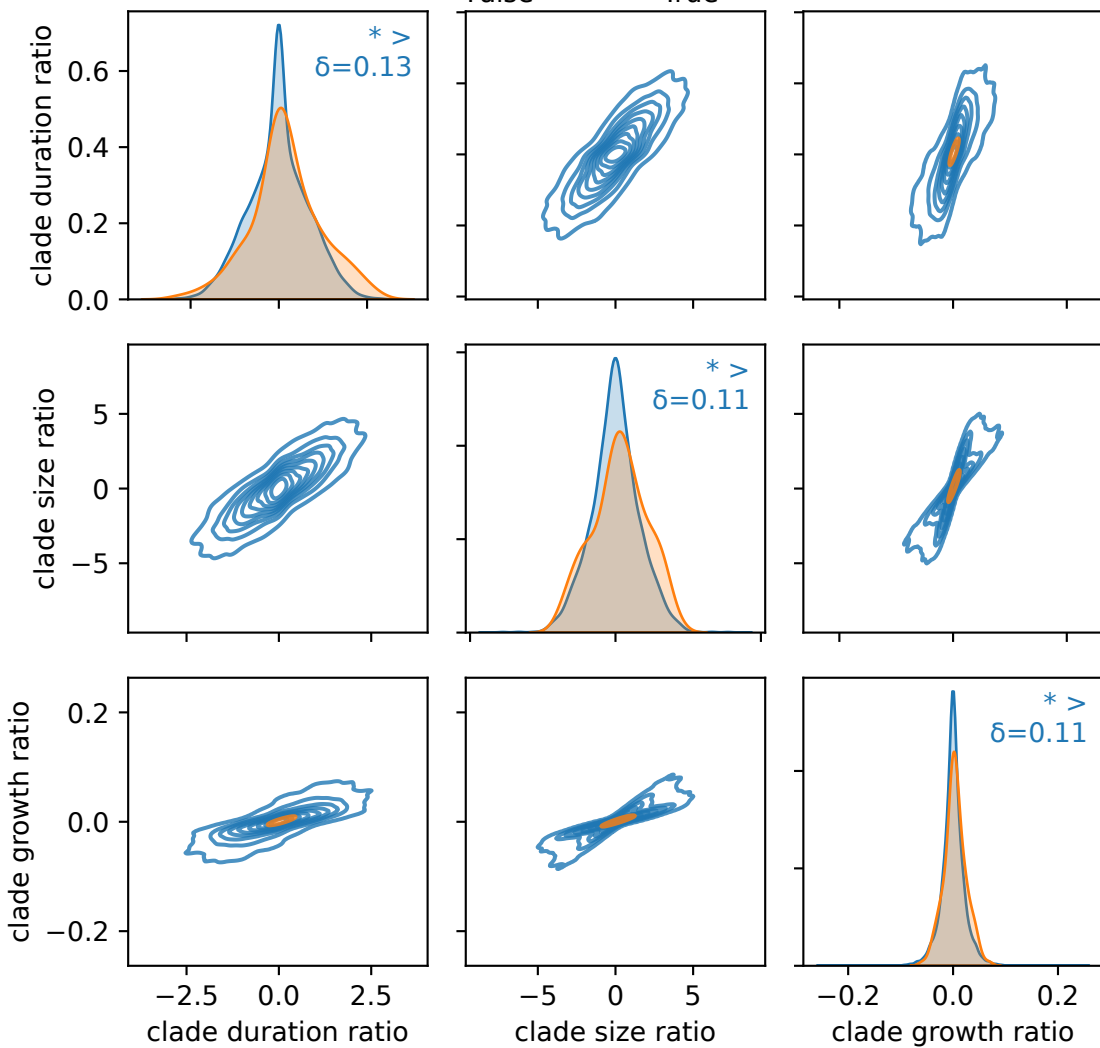 clade duration ratio
0.6
0.4
0.2
0.0
* >
δ=0.13
clade size ratio
5
0
−5
* >
δ=0.11
clade growth ratio
0.2
0.0
−0.2
* >
δ=0.11
−2.5 0.0 2.5
−5 0 5
−0.2 0.0 0.2
clade duration ratio
clade size ratio
clade growth ratio